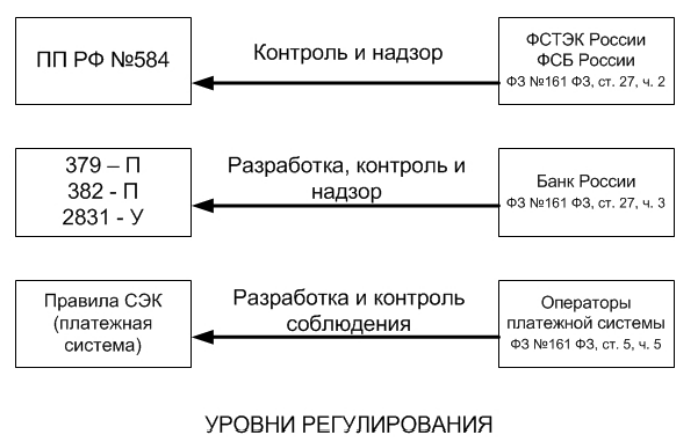 ПП РФ №584
Контроль и надзор
ФСТЭК России
ФСБ России
ФЗ №161 ФЗ, ст. 27, ч. 2
379 – П
382 - П
2831 - У
Разработка, контроль и
надзор
Банк России
ФЗ №161 ФЗ, ст. 27, ч. 3
Правила СЭК
(платежная
система)
Разработка и контроль
соблюдения
Операторы
платежной системы
ФЗ №161 ФЗ, ст. 5, ч. 5
УРОВНИ РЕГУЛИРОВАНИЯ